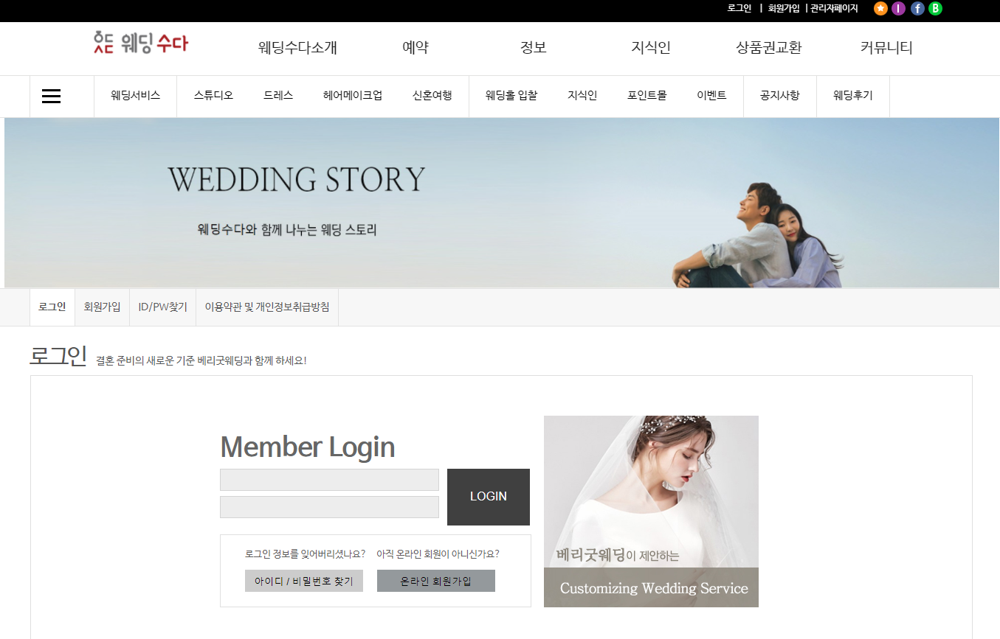 로그인 | 회원가입 | 관리자페이지 I f B
웨딩 수다
웨딩수다소개 예약 정보 지식인 상품권교환 커뮤니티
웨딩서비스 스튜디오 드레스 헤어메이크업 신혼여행 웨딩홀 입찰 지식인 포인트몰 이벤트 공지사항 웨딩후기
WEDDING STORY
웨딩수다와 함께 나누는 웨딩 스토리
로그인 회원가입 ID/PW찾기 이용약관 및 개인정보취급방침
로그인 결혼 준비의 새로운 기준 베리굿웨딩과 함께 하세요!
Member Login
LOGIN
로그인 정보를 잊어버리셨나요? 아직 온라인 회원이 아니신가요?
아이디 / 비밀번호 찾기 온라인 회원가입
베리굿웨딩이 제안하는
Customizing Wedding Service